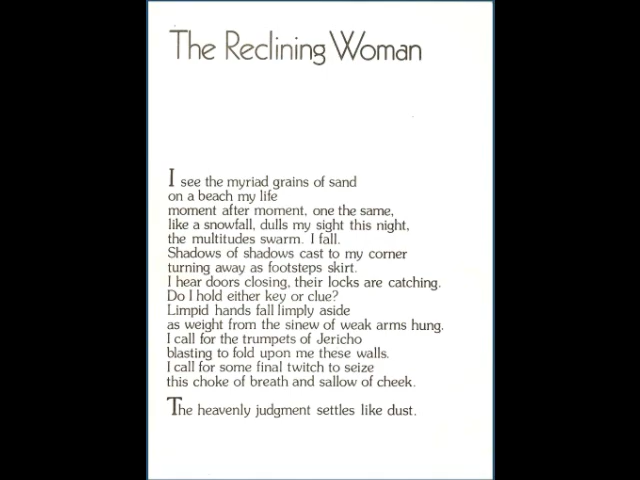 The Reclining Woman
I see the myriad grains of sand
on a beach my life
moment after moment, one the same,
like a snowfall, dulls my sight this night,
the multitudes swarm. I fall.
Shadows of shadows cast to my corner
turning away as footsteps skirt.
I hear doors closing, their locks are catching.
Do I hold either key or clue?
Limpid hands fall limply aside
as weight from the sinew of weak arms hung.
I call for the trumpets of Jericho
blasting to fold upon me these walls.
I call for some final twitch to seize
this choke of breath and sallow of cheek.
The heavenly judgment settles like dust.